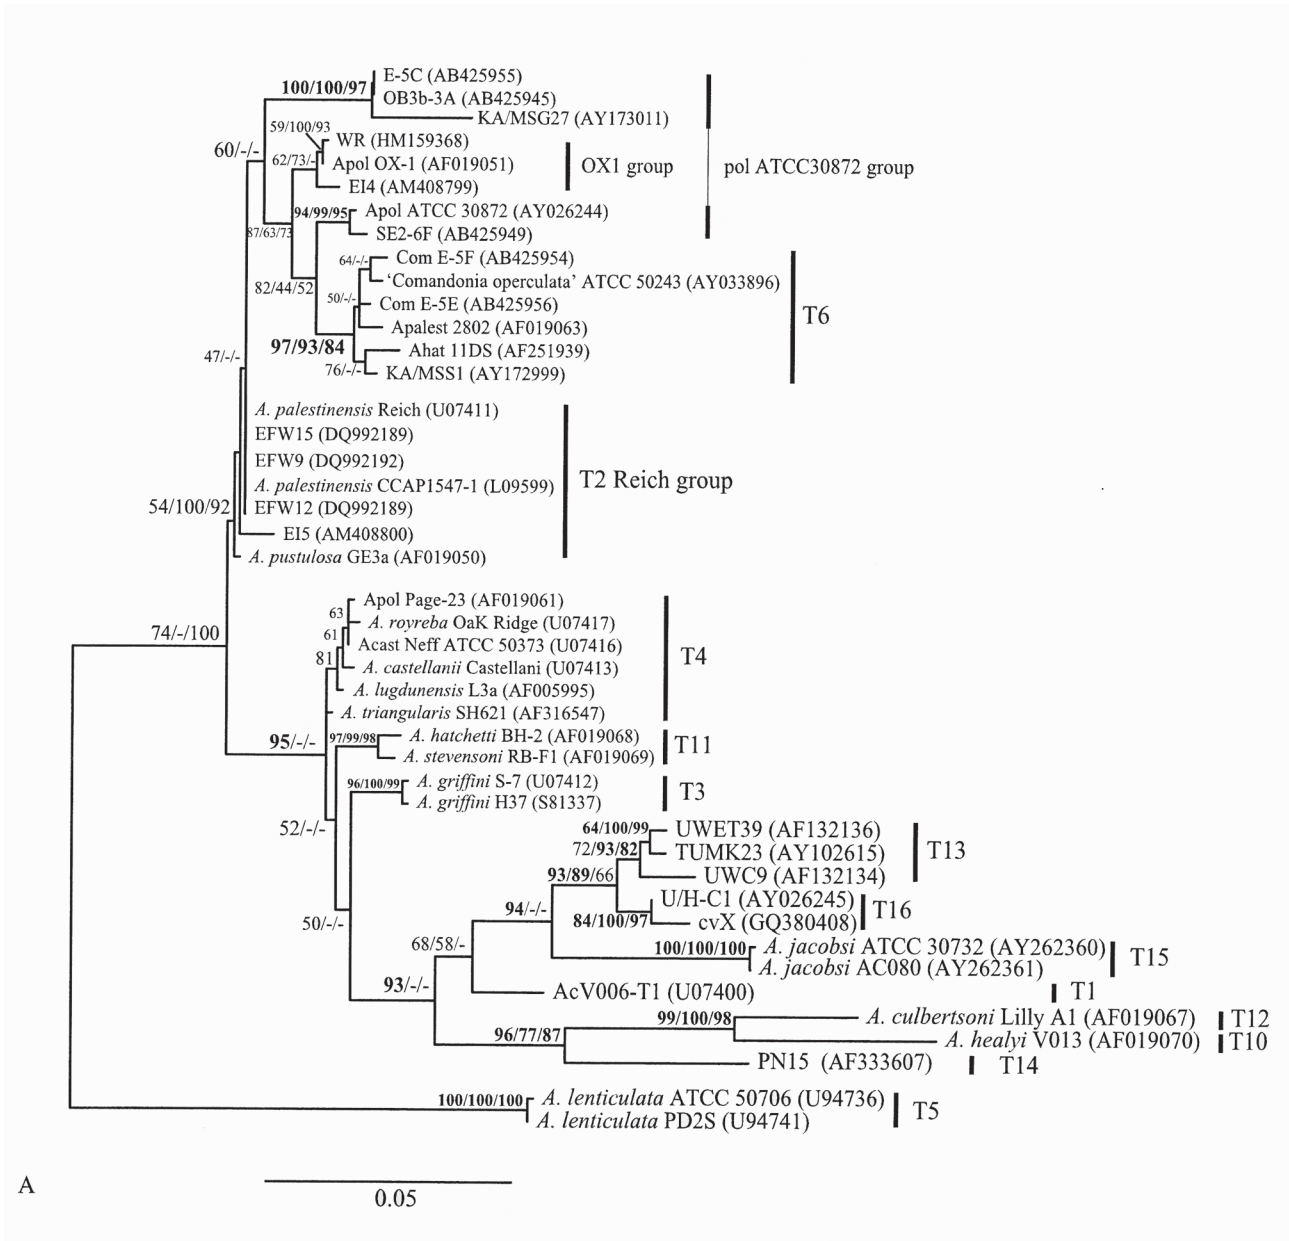 E-5C (AB425955)
100/100/97
OB3b-3A (AB425945)
KA/MSG27 (AY173011)
59/100/93
WR (HM159368)
60/-/-
62/73/-
Apol OX-1 (AF019051)
OX1 group
pol ATCC30872 group
EI4 (AM408799)
94/99/95
Apol ATCC 30872 (AY026244)
87/63/73
SE2-6F (AB425949)
64/-/-
Com E-5F (AB425954)
'Comandonia operculata' ATCC 50243 (AY033896)
82/44/52
50/-/-
Com E-5E (AB425956)
T6
Apalest 2802 (AF019063)
97/93/84
47/-/-
Ahat 11DS (AF251939)
76/-/-
KA/MSS1 (AY172999)
A. palestinensis Reich (U07411)
EFW15 (DQ992189)
EFW9 (DQ992192)
T2 Reich group
A. palestinensis CCAP1547-1 (L09599)
54/100/92
EFW12 (DQ992189)
EI5 (AM408800)
A. pustulosa GE3a (AF019050)
Apol Page-23 (AF019061)
63
A. royreba OaK Ridge (U07417)
74/-/100
61
Acast Neff ATCC 50373 (U07416)
81
T4
A. castellanii Castellani (U07413)
A. lugdunensis L3a (AF005995)
A. triangularis SH621 (AF316547)
95/-/-
97/99/98
A. hatchetti BH-2 (AF019068)
T11
A. stevensoni RB-F1 (AF019069)
96/100/99
A. griffini S-7 (U07412)
T3
A. griffini H37 (S81337)
52/-/-
64/100/99
UWET39 (AF132136)
72/93/82
TUMK23 (AY102615)
T13
93/89/66
UWC9 (AF132134)
94/-/-
U/H-C1 (AY026245)
T16
50/-/-
84/100/97
cvX (GQ380408)
68/58/-
100/100/100
A. jacobsi ATCC 30732 (AY262360)
T15
A. jacobsi AC080 (AY262361)
93/-/-
AcV006-T1 (U07400)
T1
99/100/98
A. culbertsoni Lilly A1 (AF019067)
T12
96/77/87
A. healyi V013 (AF019070)
T10
PN15 (AF333607)
T14
100/100/100
A. lenticulata ATCC 50706 (U94736)
T5
A. lenticulata PD2S (U94741)
A
0.05